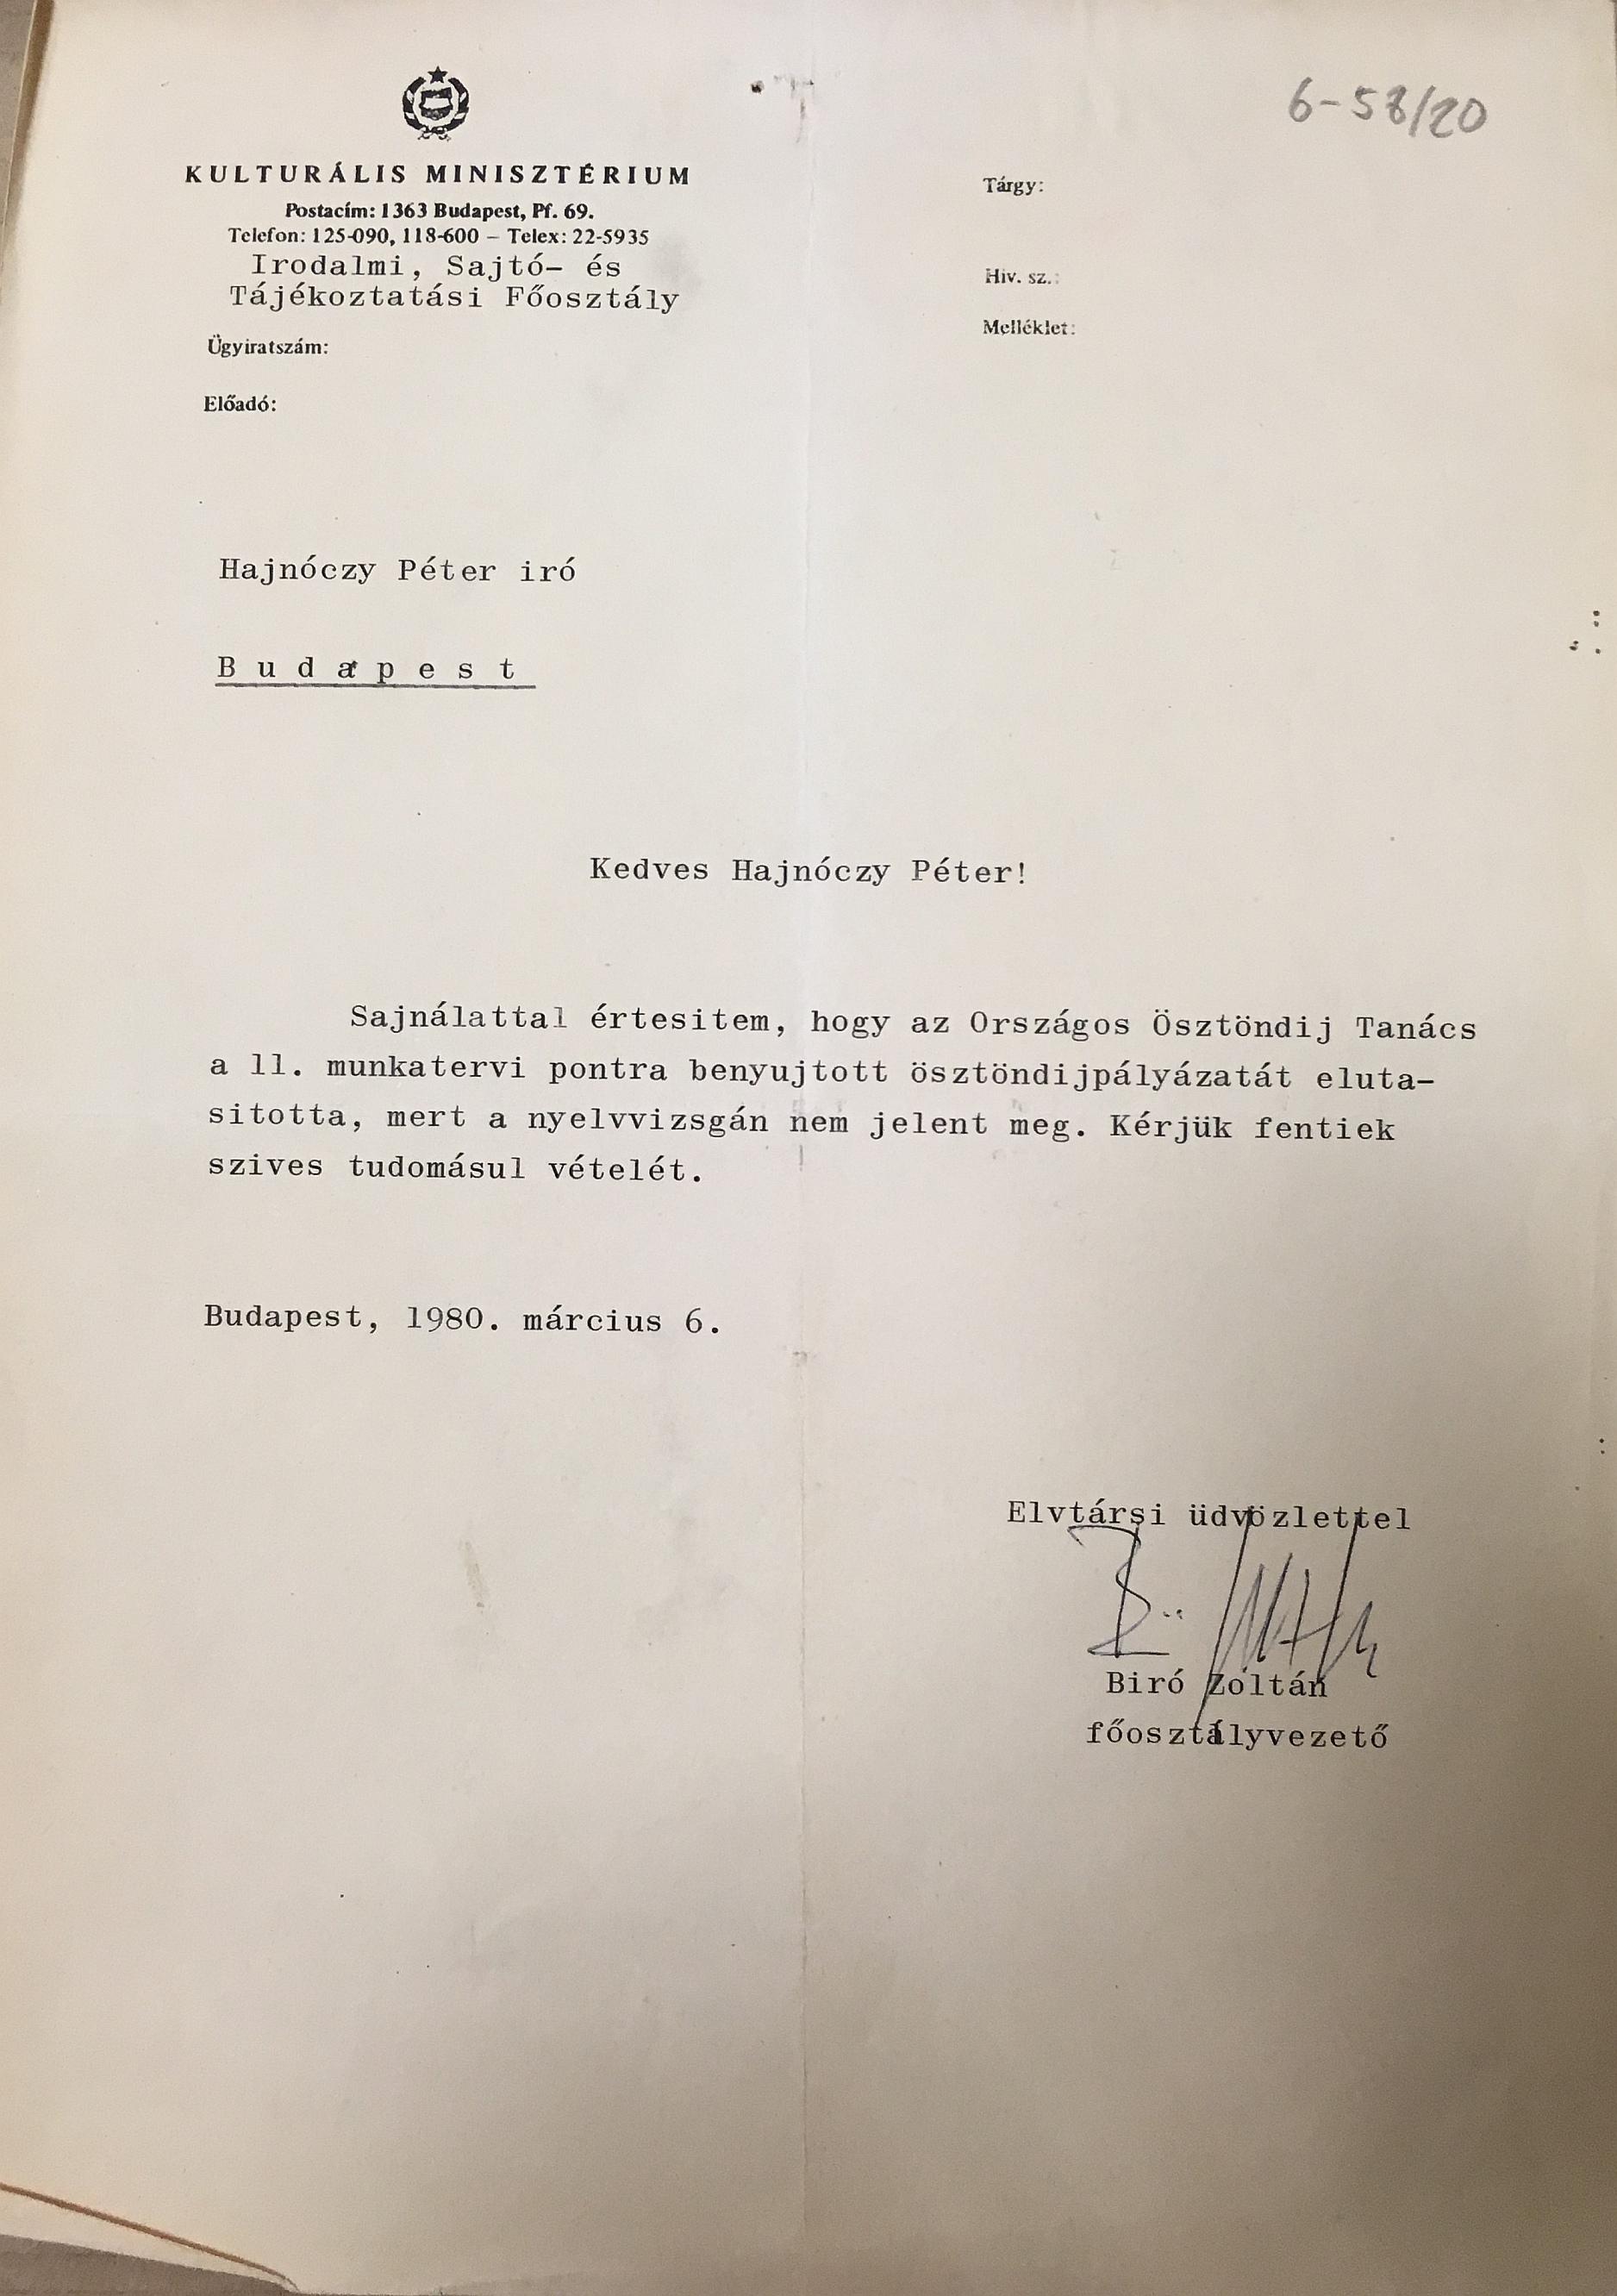 6-58/20
KULTURÁLIS MINISZTÉRIUM
Postacím: 1363 Budapest, Pf. 69.
Telefon: 125-090, 118-600 – Telex: 22-5935
Irodalmi, Sajtó- és
Tájékoztatási Főosztály
Ügyiratszám:
Előadó:
Tárgy:
Hiv. sz.:
Melléklet:
Hajnóczy Péter iró
B u d a p e s t
Kedves Hajnóczy Péter!
Sajnálattal értesitem, hogy az Országos Ösztöndij Tanács
a 11. munkatervi pontra benyujtott ösztöndijpályázatát eluta-
sitotta, mert a nyelvvizsgán nem jelent meg. Kérjük fentiek
szives tudomásul vételét.
Budapest, 1980. március 6.
Elvtársi üdvözlettel
Biró Zoltán
főosztályvezető